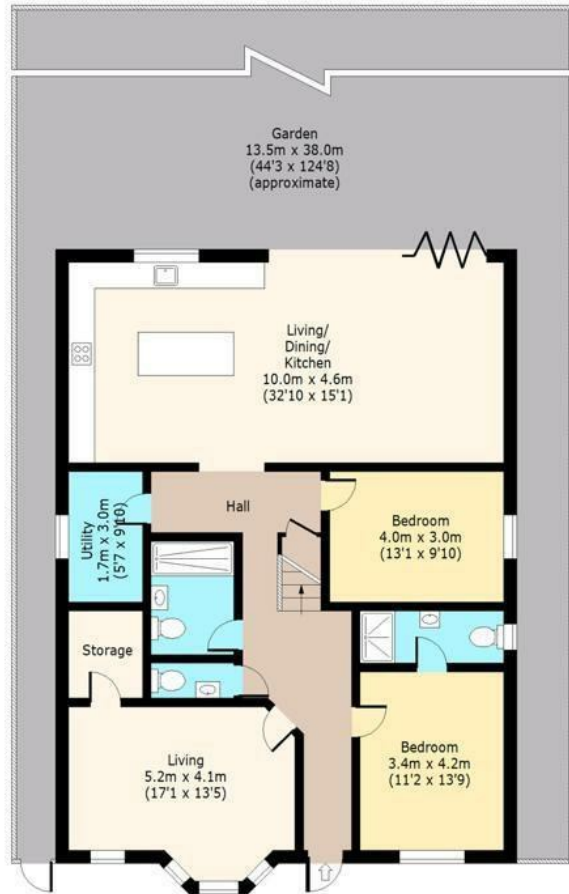 Garden
13.5m x 38.0m
(44'3 x 124'8)
(approximate)
Living/
Dining/
Kitchen
10.0m x 4.6m
(32'10 x 15'1)
Utility
1.7m x 3.0m
(5'7 x 9'10)
Hall
Bedroom
4.0m x 3.0m
(13'1 x 9'10)
Storage
Living
5.2m x 4.1m
(17'1 x 13'5)
Bedroom
3.4m x 4.2m
(11'2 x 13'9)